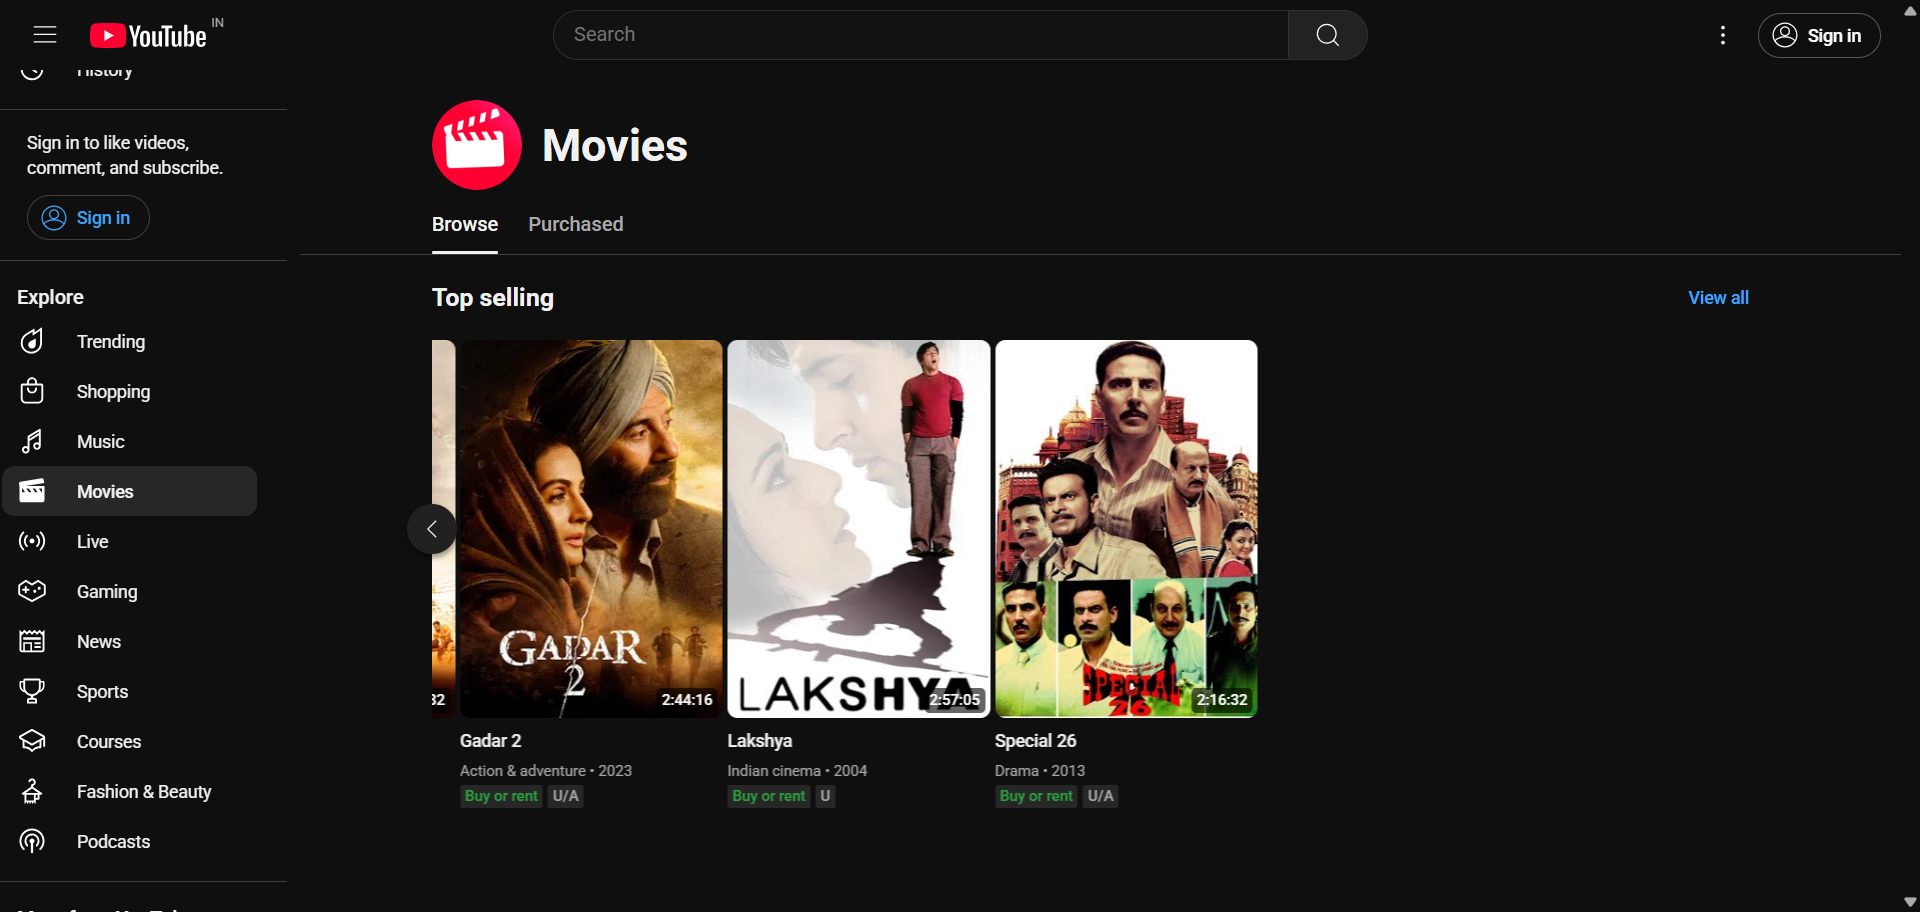 YouTube IN
Search
Sign in
History
Sign in to like videos,
comment, and subscribe.
Sign in
Explore
Trending
Shopping
Music
Movies
Live
Gaming
News
Sports
Courses
Fashion & Beauty
Podcasts
Movies
Browse Purchased
Top selling
View all
32
GADAR
2
2:44:16
Gadar 2
Action & adventure • 2023
Buy or rent U/A
LAKSHYA
2:57:05
Lakshya
Indian cinema • 2004
Buy or rent U
SPECIAL
26
2:16:32
Special 26
Drama • 2013
Buy or rent U/A